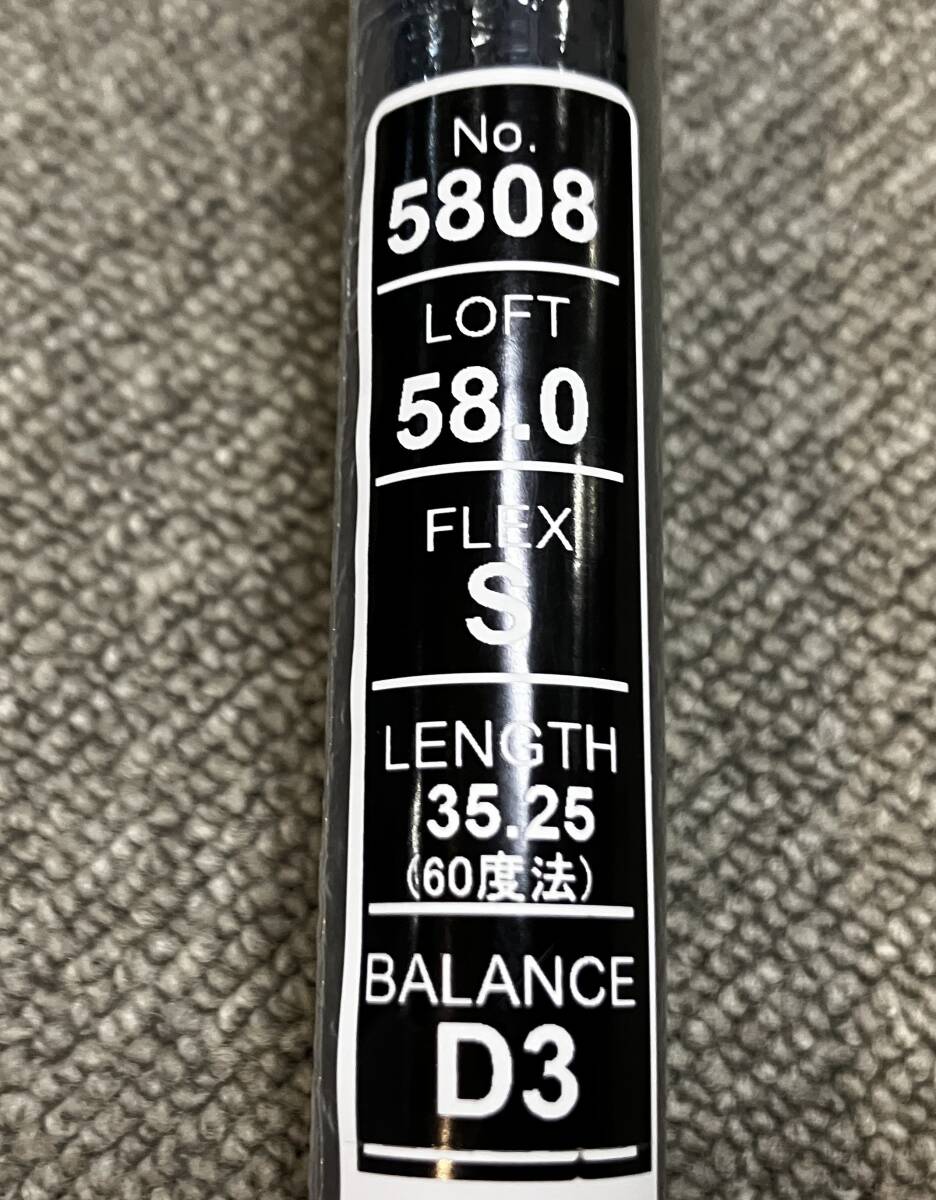 No.
5808
LOFT
58.0
FLEX
S
LENGTH
35.25
(60度法)
BALANCE
D3